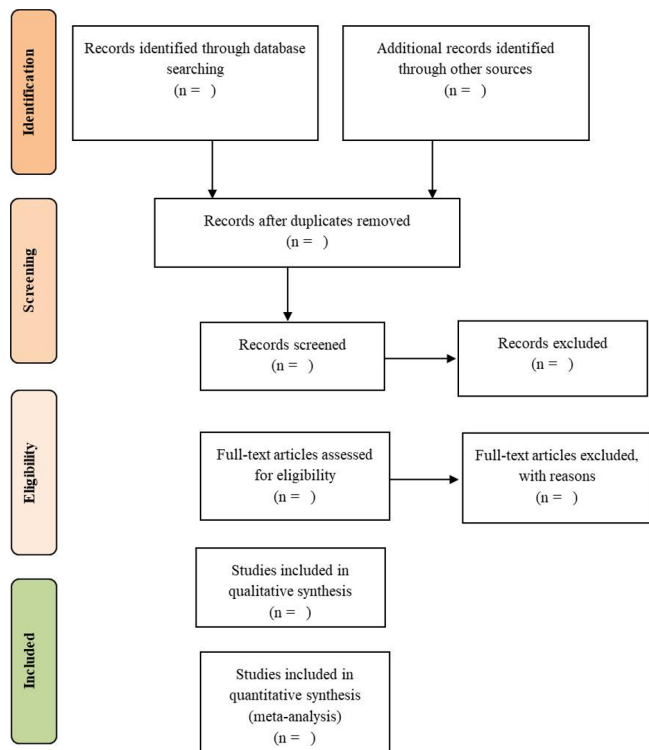 Identification
Records identified through database
searching
(n =   )
Additional records identified
through other sources
(n =   )
Screening
Records after duplicates removed
(n =   )
Records screened
(n =   )
Records excluded
(n =   )
Eligibility
Full-text articles assessed
for eligibility
(n =   )
Full-text articles excluded,
with reasons
(n =   )
Included
Studies included in
qualitative synthesis
(n =   )
Studies included in
quantitative synthesis
(meta-analysis)
(n =   )